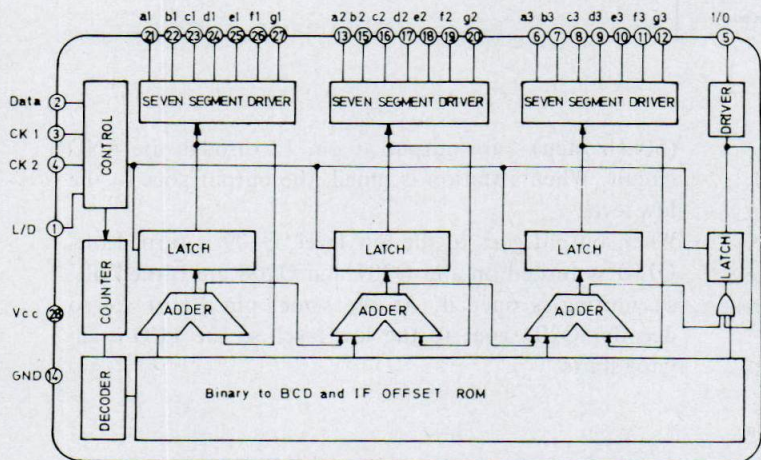 a1 b1 c1 d1 e1 f1 g1 a2 b2 c2 d2 e2 f2 g2 a3 b3 c3 d3 e3 f3 g3 I/O
21 22 23 24 25 26 27 13 15 16 17 18 19 20 6 7 8 9 10 11 12 5
SEVEN SEGMENT DRIVER SEVEN SEGMENT DRIVER SEVEN SEGMENT DRIVER DRIVER
Data 2
CK 1 3
CK 2 4
CONTROL
L/D 1
LATCH LATCH LATCH LATCH
COUNTER
Vcc 28
ADDER ADDER ADDER
GND 14
DECODER
Binary to BCD and IF OFFSET ROM